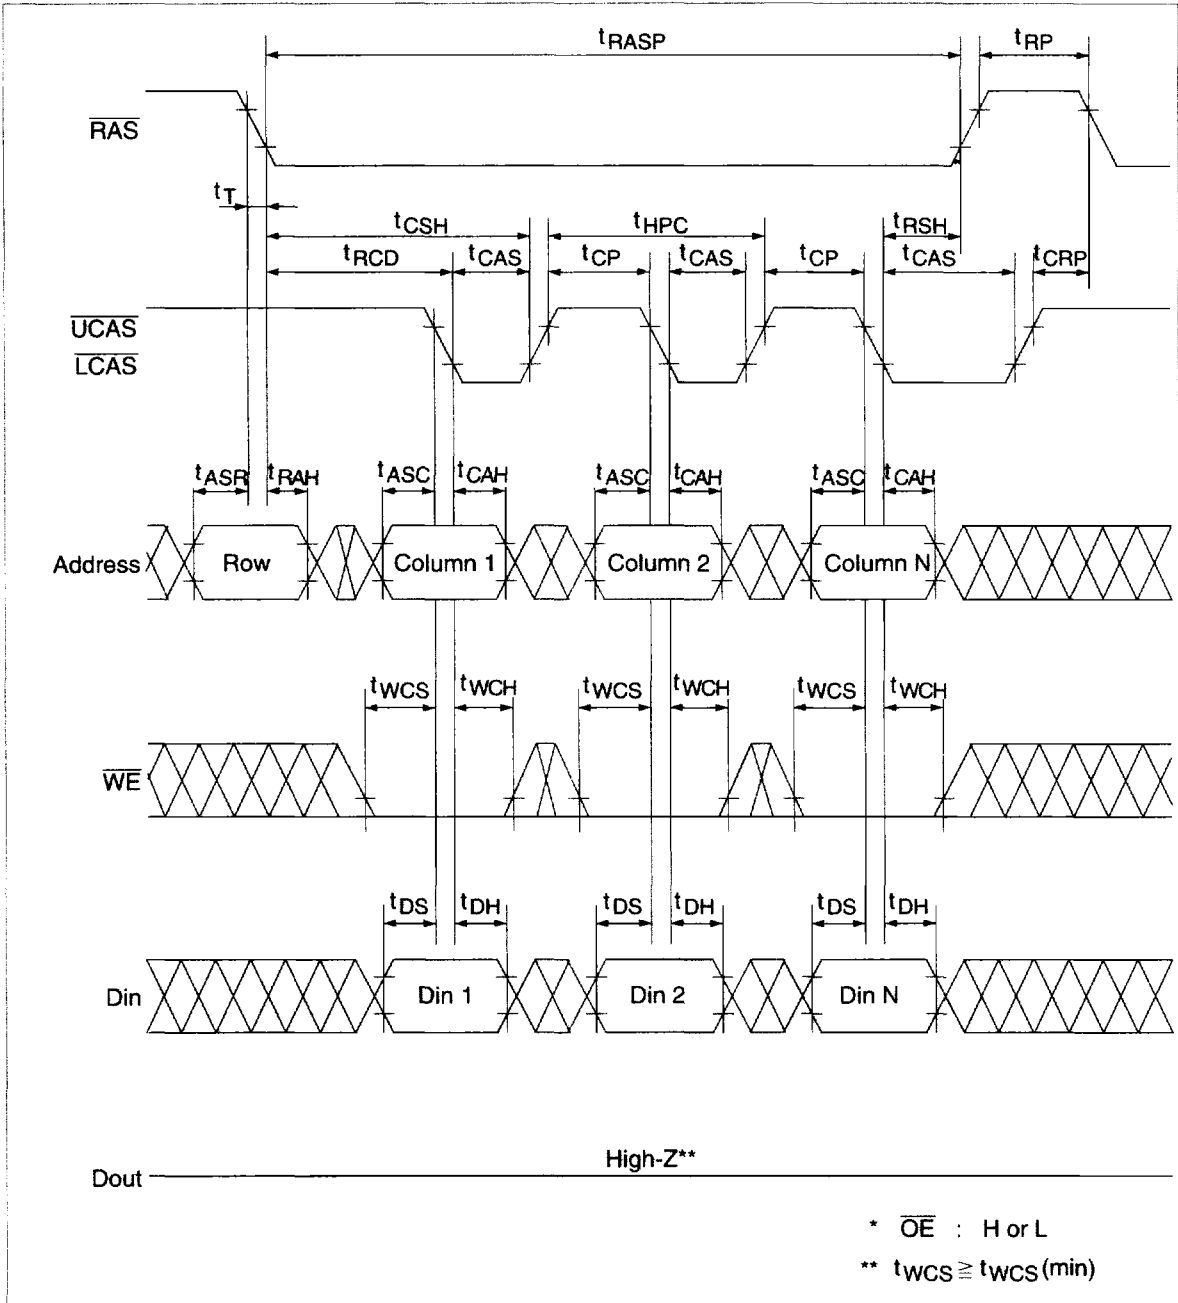 tRASP tRP
RAS
tT
tCSH tHPC tRSH
tRCD tCAS tCP tCAS tCP tCAS tCRP
UCAS
LCAS
tASR tRAH tASC tCAH tASC tCAH tASC tCAH
Address Row Column 1 Column 2 Column N
tWCS tWCH tWCS tWCH tWCS tWCH
WE
tDS tDH tDS tDH tDS tDH
Din Din 1 Din 2 Din N
High-Z**
Dout
* OE : H or L
** tWCS ≧ tWCS (min)